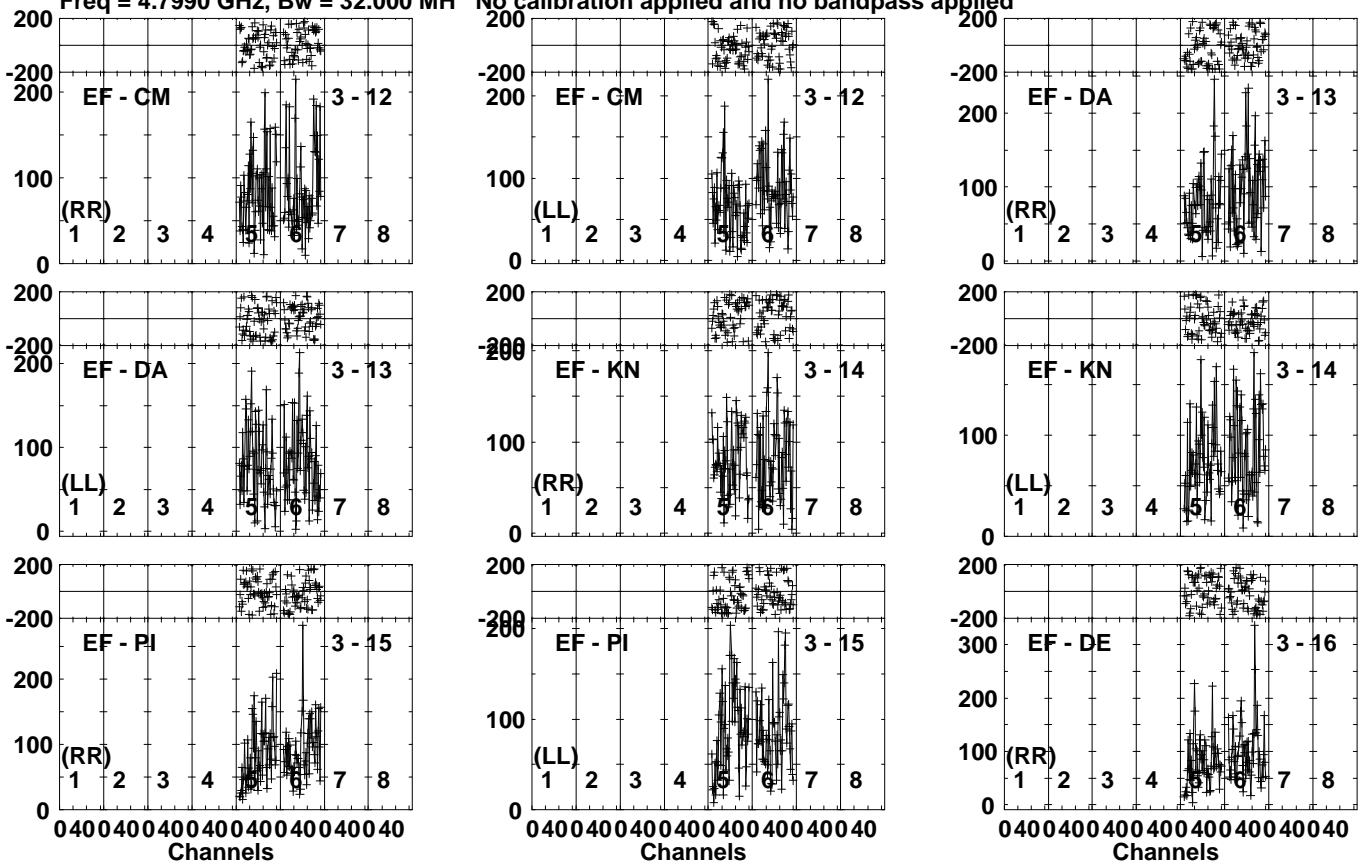 Freq = 4.7990 GHz, Bw = 32.000 MH   No calibration applied and no bandpass applied
200 200 200
-200 -200 -200
200 EF - CM 3 - 12 EF - CM 3 - 12 200 EF - DA 3 - 13
100 100 100
(RR) (LL) (RR)
1 2 3 4 5 6 7 8 1 2 3 4 5 6 7 8 1 2 3 4 5 6 7 8
0 0 0
200 200 200
-200 -200 -200
200 EF - DA 3 - 13 200 EF - KN 3 - 14 EF - KN 3 - 14
100 100 100
(LL) (RR) (LL)
1 2 3 4 5 6 7 8 1 2 3 4 5 6 7 8 1 2 3 4 5 6 7 8
0 0 0
200 200 200
-200 -200 -200
200 EF - PI 3 - 15 200 EF - PI 3 - 15 300 EF - DE 3 - 16
200
100 100 100
(RR) (LL) (RR)
1 2 3 4 5 6 7 8 1 2 3 4 5 6 7 8 1 2 3 4 5 6 7 8
0 0 0
0 40 0 40 0 40 0 40 0 40 0 40 0 40 0 40 0 40 0 40 0 40 0 40 0 40 0 40 0 40 0 40 0 40 0 40 0 40 0 40 0 40 0 40 0 40 0 40
Channels Channels Channels